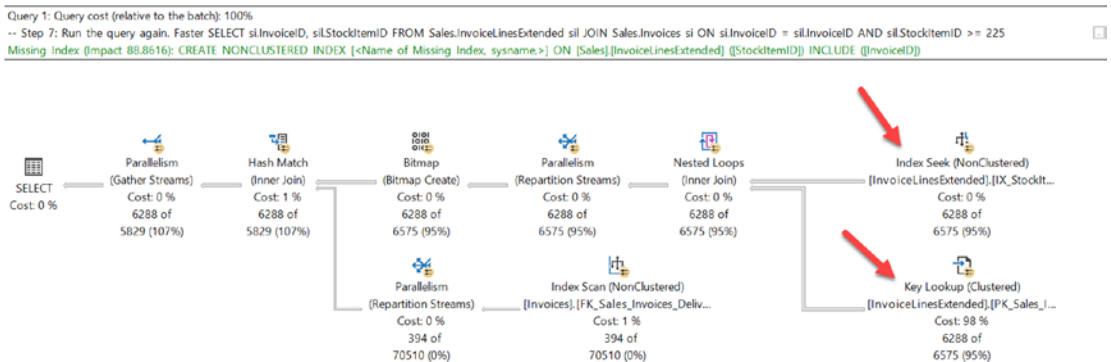 Query 1: Query cost (relative to the batch): 100%
-- Step 7: Run the query again. Faster SELECT si.InvoiceID, sil.StockItemID FROM Sales.InvoiceLinesExtended sil JOIN Sales.Invoices si ON si.InvoiceID = sil.InvoiceID AND sil.StockItemID >= 225
Missing Index (Impact 88.8616): CREATE NONCLUSTERED INDEX [<Name of Missing Index, sysname,>] ON [Sales].[InvoiceLinesExtended] ([StockItemID]) INCLUDE ([InvoiceID])
SELECT
Cost: 0 %
Parallelism
(Gather Streams)
Cost: 0 %
6288 of
5829 (107%)
Hash Match
(Inner Join)
Cost: 1 %
6288 of
5829 (107%)
Bitmap
(Bitmap Create)
Cost: 0 %
6288 of
6575 (95%)
Parallelism
(Repartition Streams)
Cost: 0 %
6288 of
6575 (95%)
Nested Loops
(Inner Join)
Cost: 0 %
6288 of
6575 (95%)
Index Seek (NonClustered)
[InvoiceLinesExtended].[IX_StockIt...
Cost: 0 %
6288 of
6575 (95%)
Parallelism
(Repartition Streams)
Cost: 0 %
394 of
70510 (0%)
Index Scan (NonClustered)
[Invoices].[FK_Sales_Invoices_Deliv...
Cost: 1 %
394 of
70510 (0%)
Key Lookup (Clustered)
[InvoiceLinesExtended].[PK_Sales_I...
Cost: 98 %
6288 of
6575 (95%)